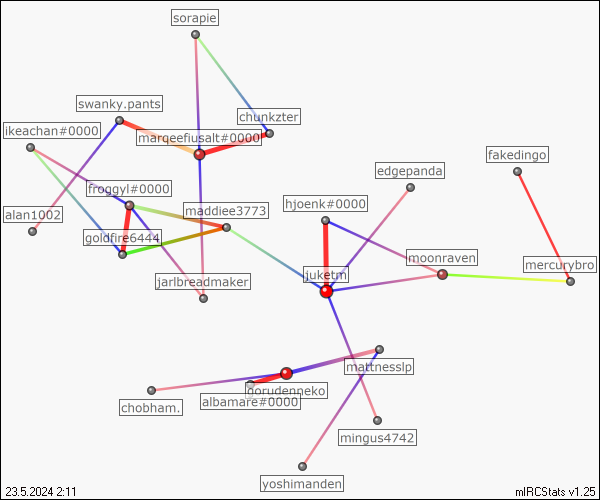 sorapie
swanky.pants
chunkzter
ikeachan#0000
marqeefiusalt#0000
edgepanda
fakedingo
froggyl#0000
hjoenk#0000
alan1002
maddiee3773
goldfire6444
moonraven
mercurybro
jarlbreadmaker
juketm
mattnesslp
gorudenneko
chobham.
albamare#0000
mingus4742
yoshimanden
23.5.2024 2:11
mIRCStats v1.25